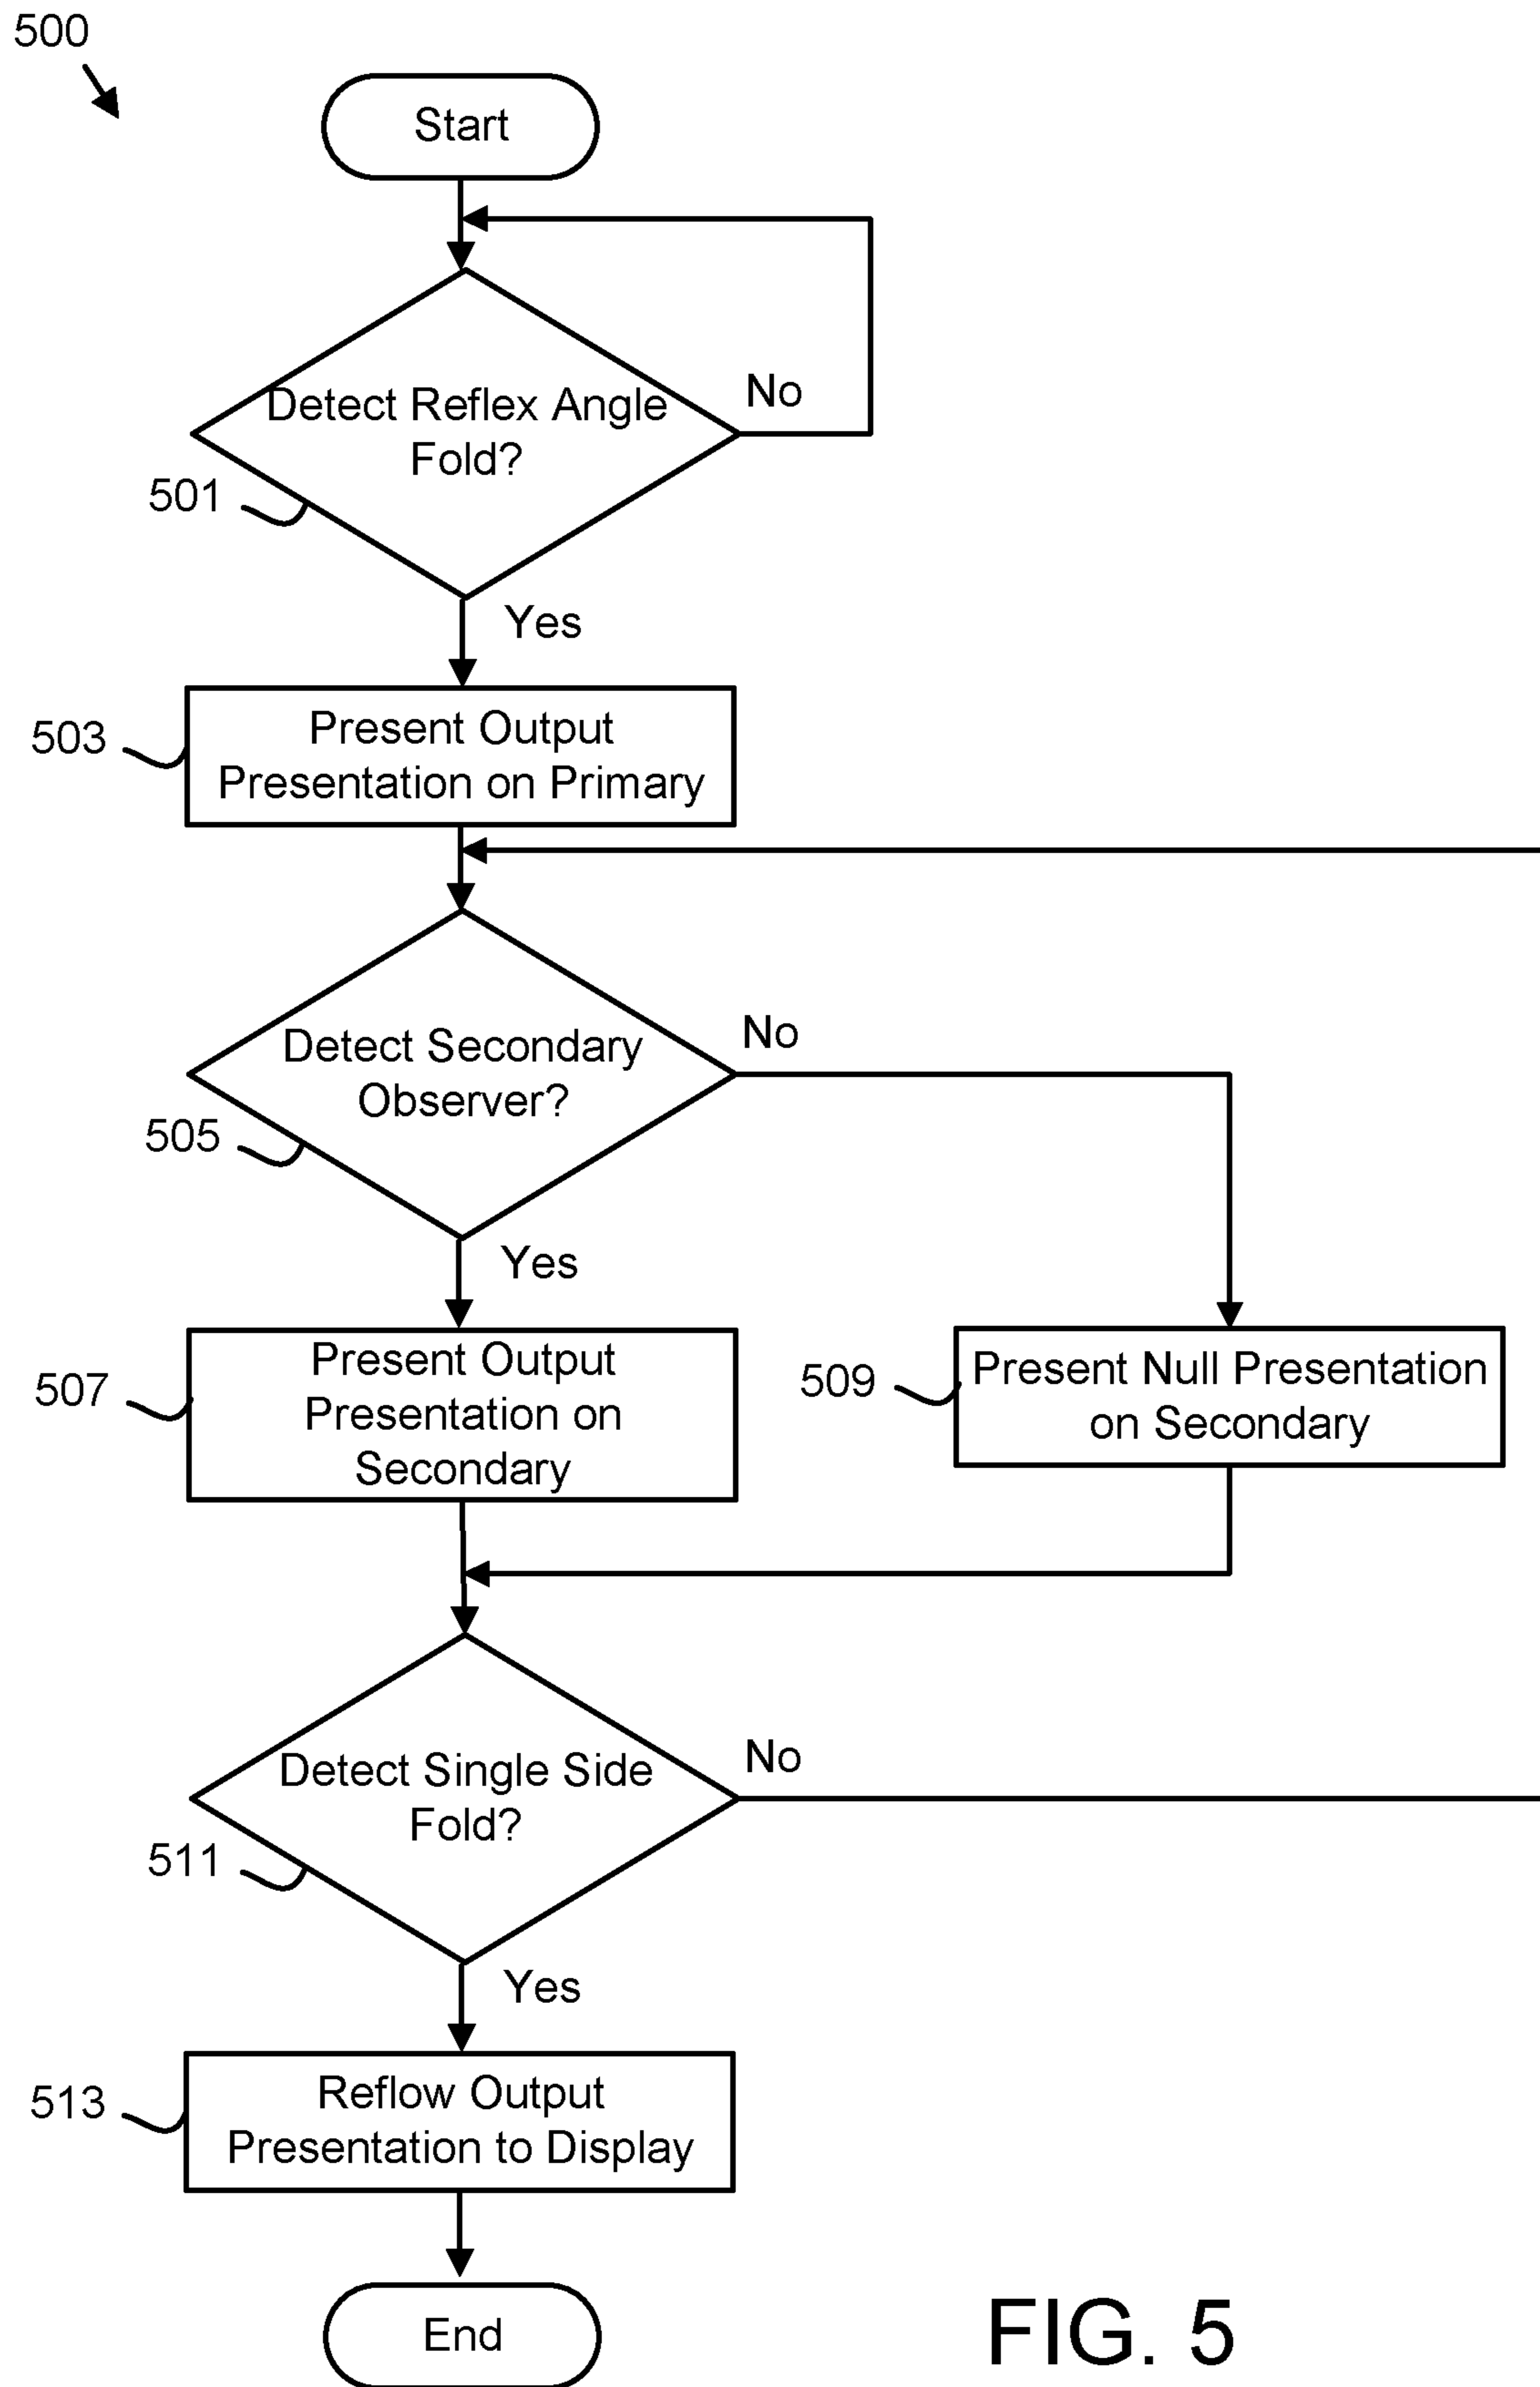 500
Start
Detect Reflex Angle
Fold?
No
501
Yes
503
Present Output
Presentation on Primary
Detect Secondary
Observer?
No
505
Yes
507
Present Output
Presentation on
Secondary
509
Present Null Presentation
on Secondary
Detect Single Side
Fold?
No
511
Yes
513
Reflow Output
Presentation to Display
End
FIG. 5